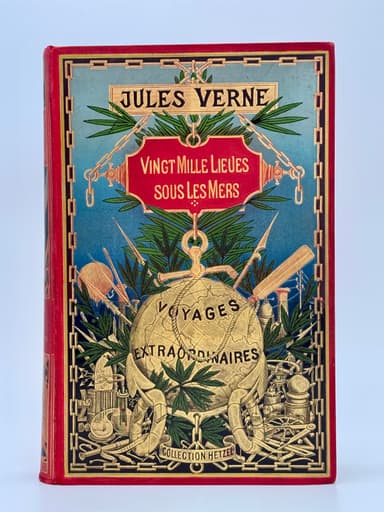 JULES VERNE
VINGT MILLE LIEUES
SOUS LES MERS
VOYAGES
EXTRAORDINAIRES
COLLECTION HETZEL